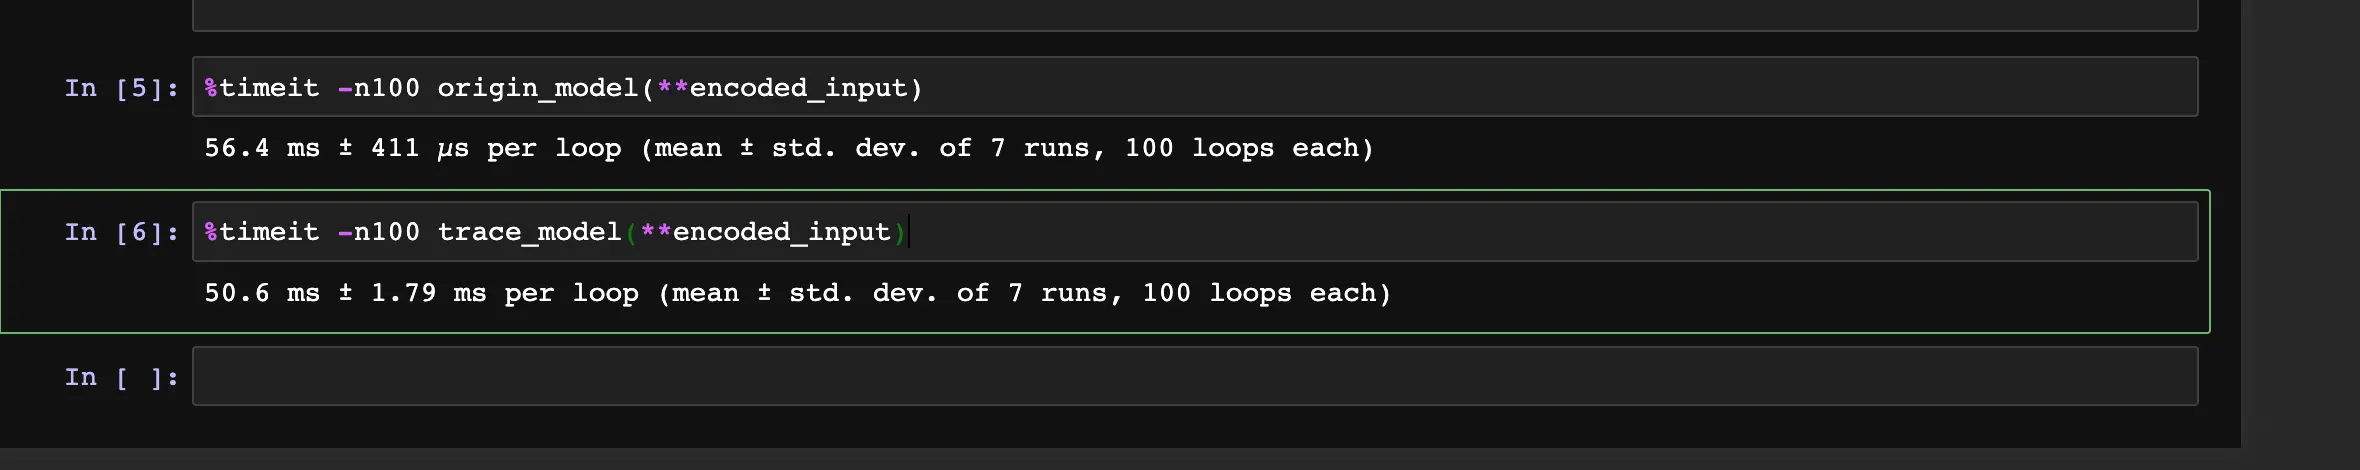 In [5]: %timeit -n100 origin_model(**encoded_input)
56.4 ms ± 411 µs per loop (mean ± std. dev. of 7 runs, 100 loops each)
In [6]: %timeit -n100 trace_model(**encoded_input)
50.6 ms ± 1.79 ms per loop (mean ± std. dev. of 7 runs, 100 loops each)
In [ ]: